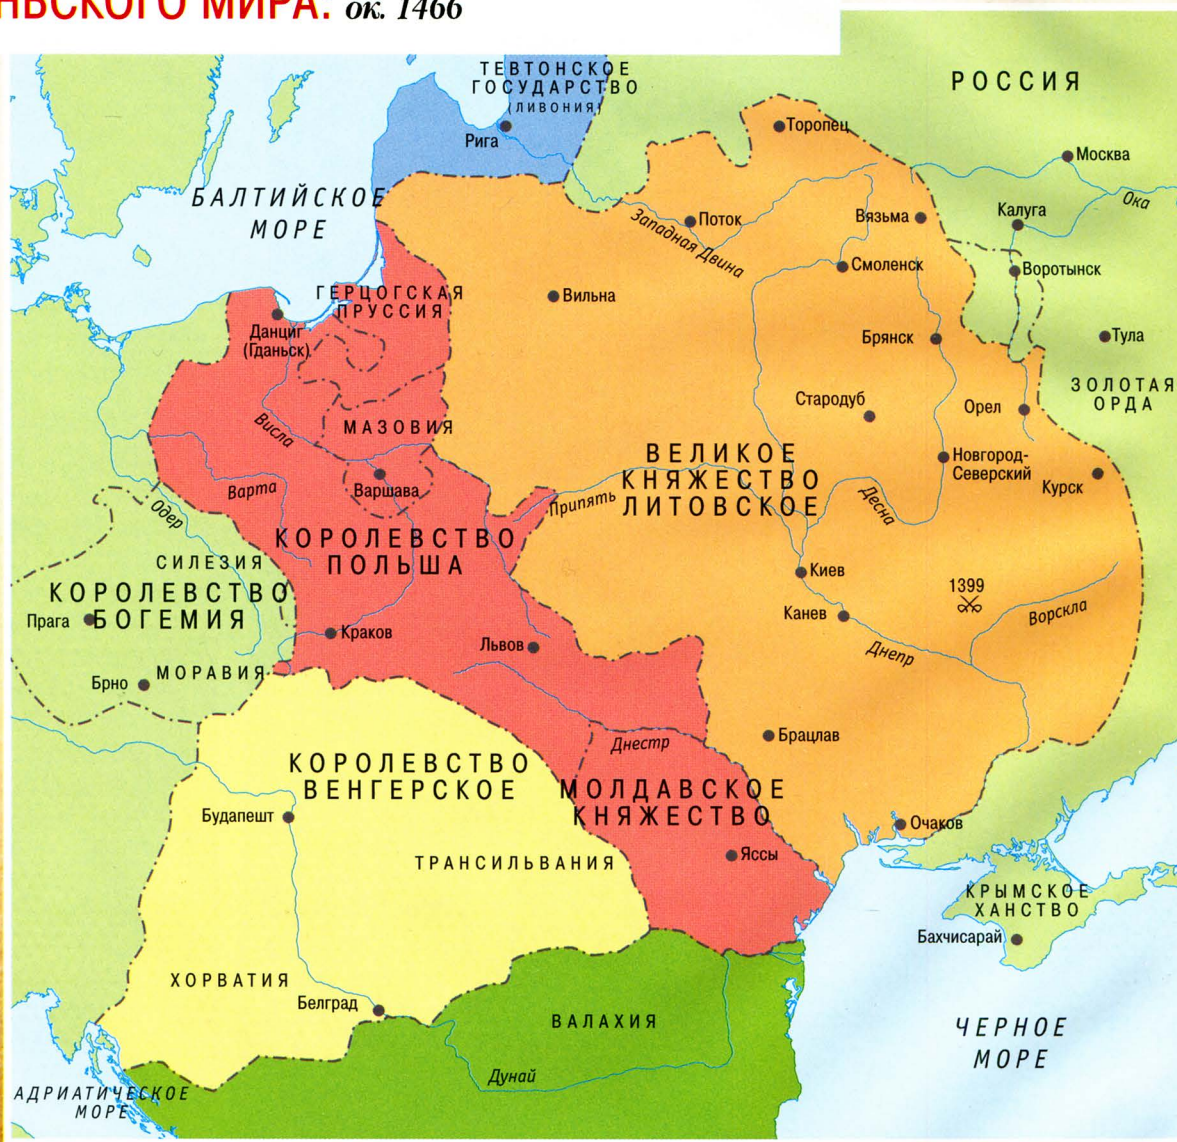 НЬСКОГО МИРА. ок. 1466
ТЕВТОНСКОЕ
ГОСУДАРСТВО
(ЛИВОНИЯ)
Рига
РОССИЯ
Торопец
Москва
Ока
БАЛТИЙСКОЕ
МОРЕ
Западная Двина
Поток
Вязьма
Калуга
Смоленск
Воротынск
Вильна
ГЕРЦОГСКАЯ
ПРУССИЯ
Данциг
(Гданьск)
Брянск
Тула
ЗОЛОТАЯ
ОРДА
Стародуб
Орел
Висла
МАЗОВИЯ
Варшава
Варта
Одер
ВЕЛИКОЕ
КНЯЖЕСТВО
ЛИТОВСКОЕ
Припять
Десна
Новгород-
Северский
Курск
КОРОЛЕВСТВО
ПОЛЬША
СИЛЕЗИЯ
КОРОЛЕВСТВО
БОГЕМИЯ
Прага
Киев
Канев
1399
Ворскла
Днепр
Краков
Львов
МОРАВИЯ
Брно
Днестр
Брацлав
КОРОЛЕВСТВО
ВЕНГЕРСКОЕ
МОЛДАВСКОЕ
КНЯЖЕСТВО
Будапешт
Очаков
ТРАНСИЛЬВАНИЯ
Яссы
КРЫМСКОЕ
ХАНСТВО
Бахчисарай
ХОРВАТИЯ
Белград
ВАЛАХИЯ
ЧЕРНОЕ
МОРЕ
Дунай
АДРИАТИЧЕСКОЕ
МОРЕ